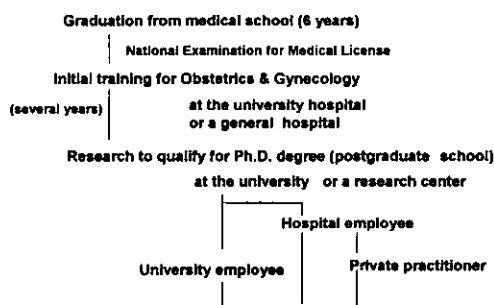 Graduation from medical school (6 years)
National Examination for Medical License
Initial training for Obstetrics & Gynecology
(several years)
at the university hospital
or a general hospital
Research to qualify for Ph.D. degree (postgraduate school)
at the university or a research center
Hospital employee
University employee
Private practitioner